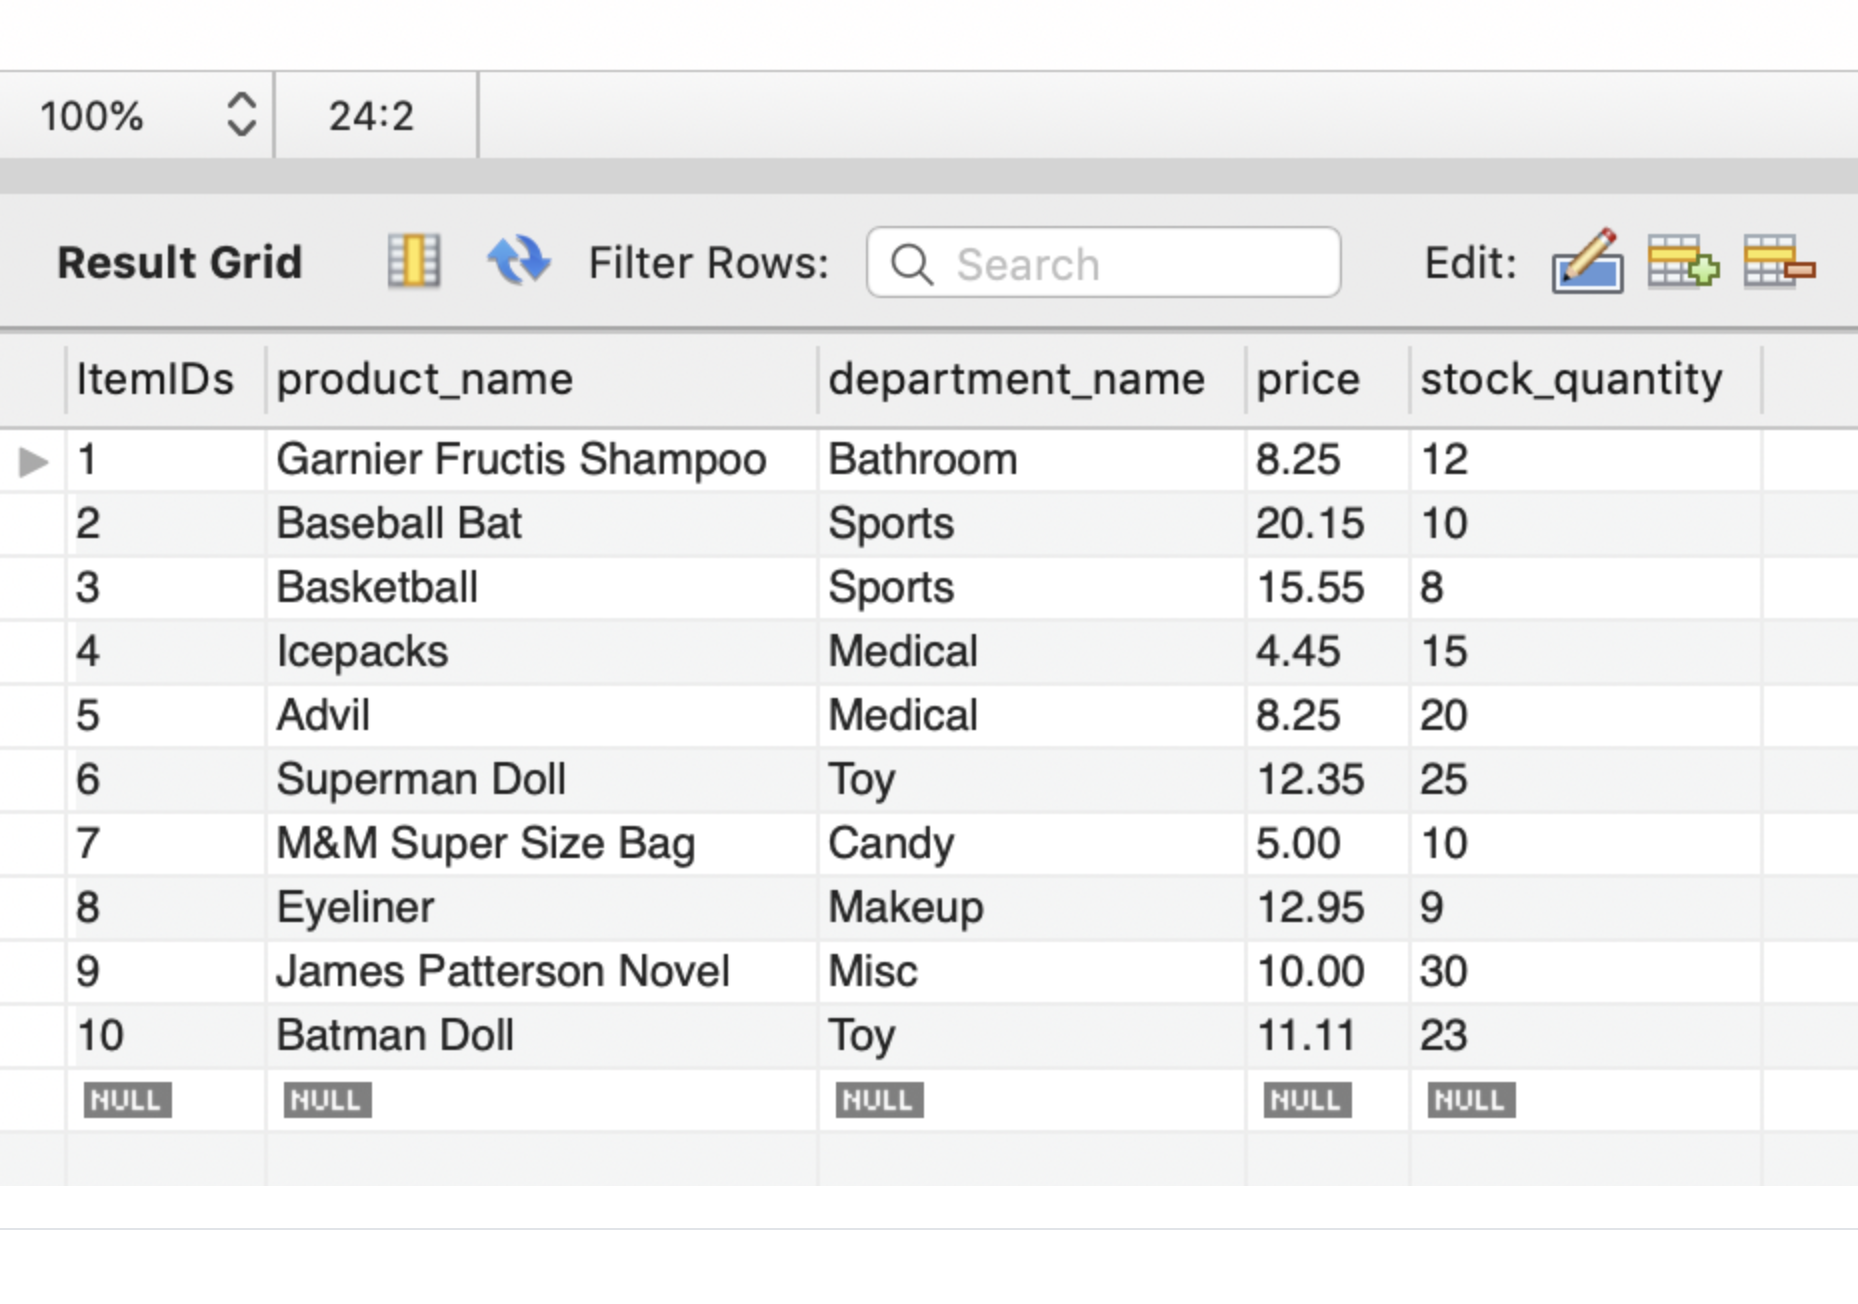 100% 24:2
Result Grid Filter Rows: Search Edit:
ItemIDs product_name department_name price stock_quantity
1 Garnier Fructis Shampoo Bathroom 8.25 12
2 Baseball Bat Sports 20.15 10
3 Basketball Sports 15.55 8
4 Icepacks Medical 4.45 15
5 Advil Medical 8.25 20
6 Superman Doll Toy 12.35 25
7 M&M Super Size Bag Candy 5.00 10
8 Eyeliner Makeup 12.95 9
9 James Patterson Novel Misc 10.00 30
10 Batman Doll Toy 11.11 23
NULL NULL NULL NULL NULL